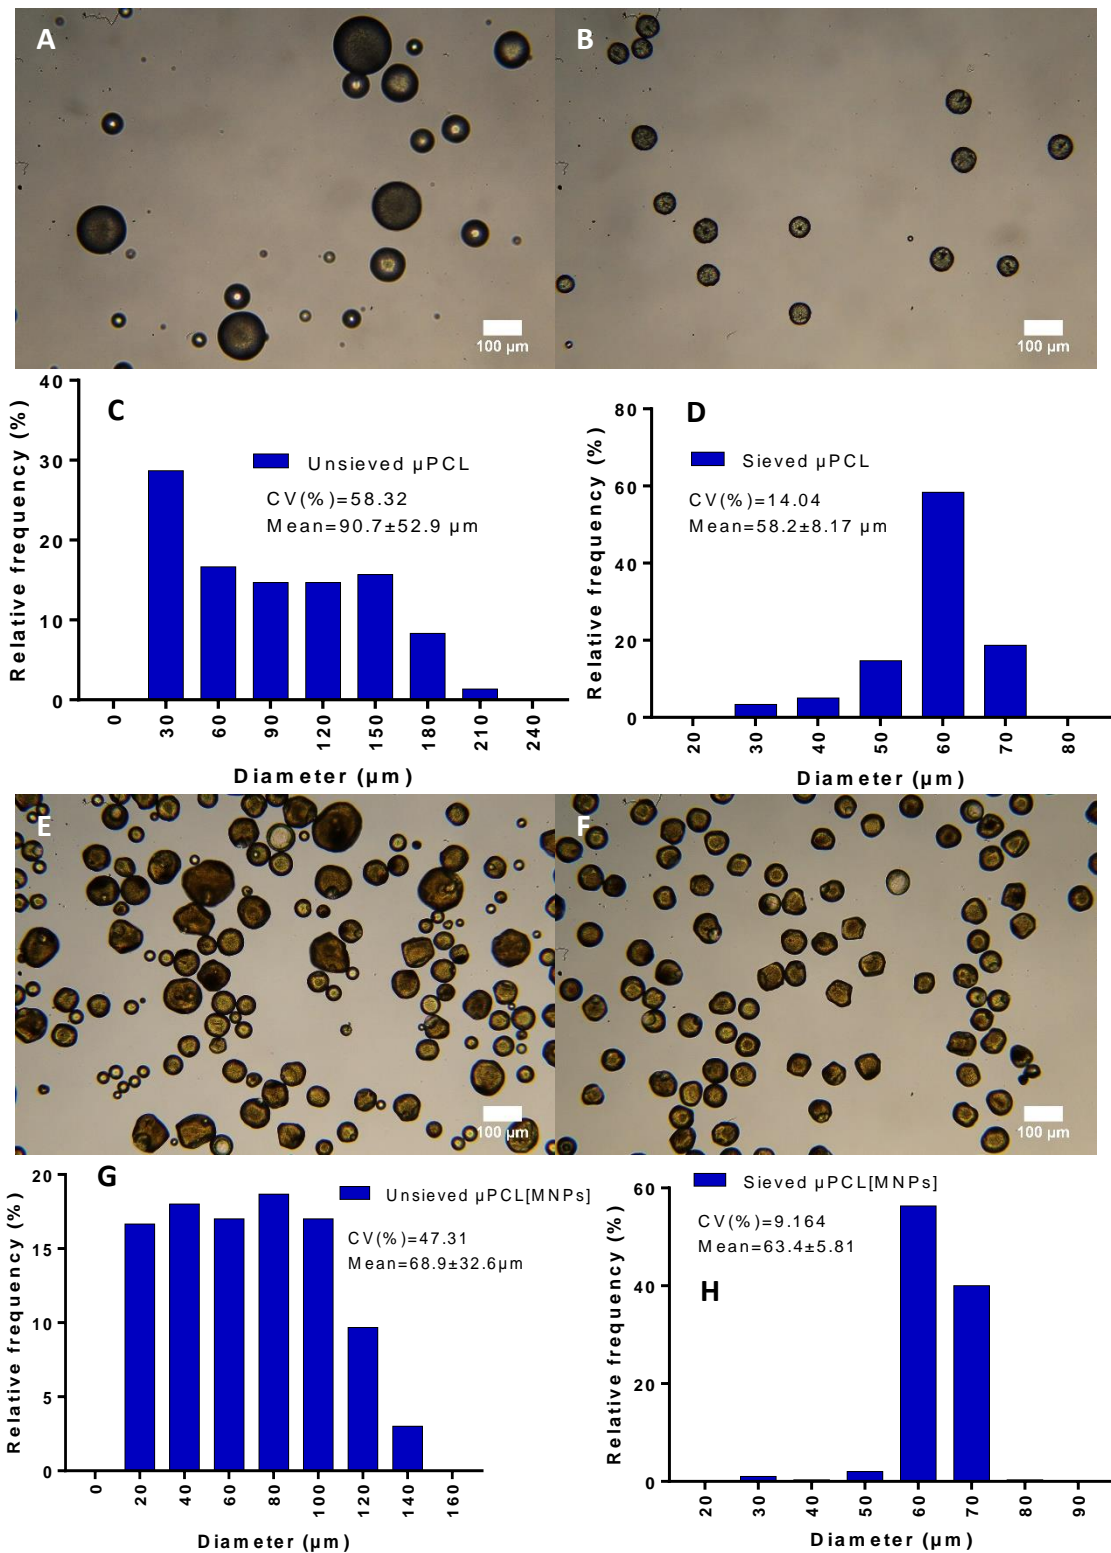 A
B
100 µm
100 µm
C
Relative frequency (%)
40
30
20
10
0
Unsieved µPCL
CV(%)=58.32
Mean=90.7±52.9 µm
0 30 60 90 120 150 180 210 240
Diameter (µm)
D
Relative frequency (%)
80
60
40
20
0
Sieved µPCL
CV(%)=14.04
Mean=58.2±8.17 µm
20 30 40 50 60 70 80
Diameter (µm)
E
F
100 µm
100 µm
G
Relative frequency (%)
20
15
10
5
0
Unsieved µPCL[MNPs]
CV(%)=47.31
Mean=68.9±32.6µm
0 20 40 60 80 100 120 140 160
Diameter (µm)
H
Relative frequency (%)
60
40
20
0
Sieved µPCL[MNPs]
CV(%)=9.164
Mean=63.4±5.81
20 30 40 50 60 70 80 90
Diameter (µm)